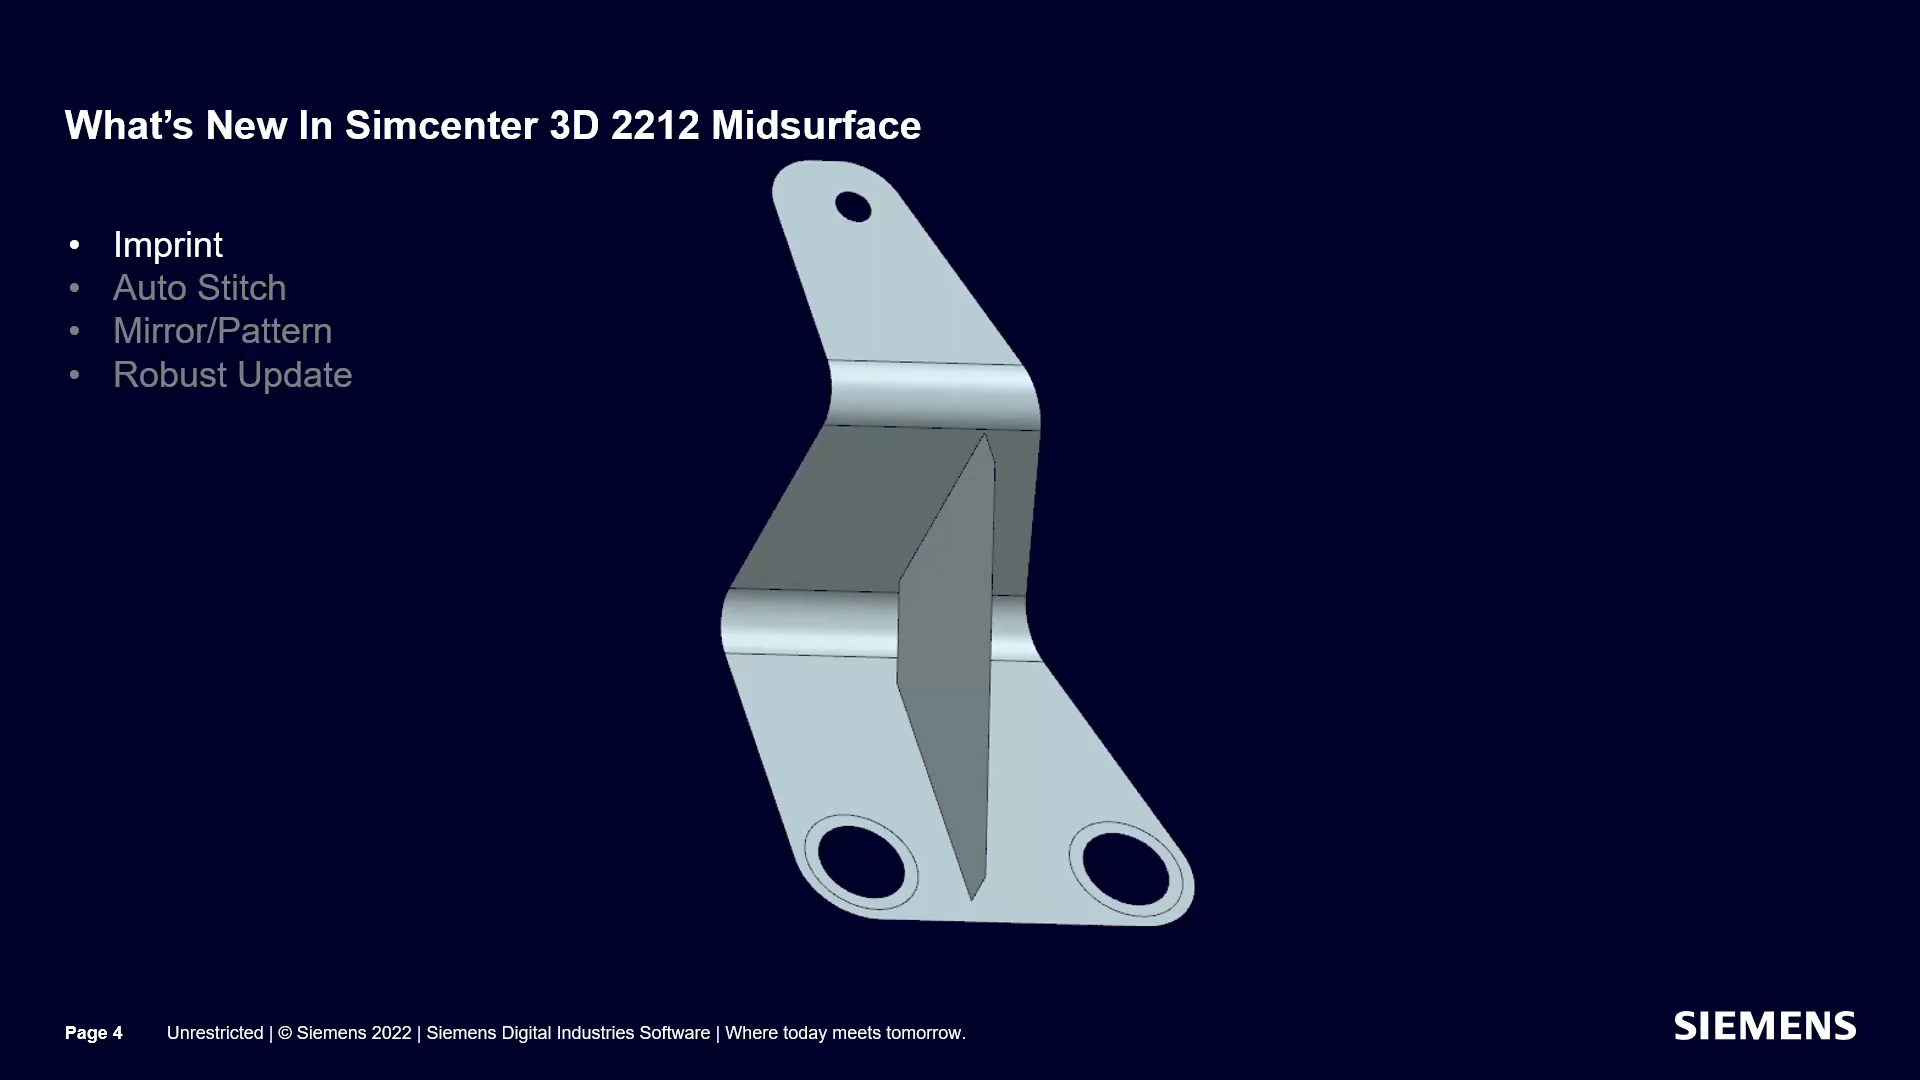 What’s New In Simcenter 3D 2212 Midsurface
• Imprint
• Auto Stitch
• Mirror/Pattern
• Robust Update
Page 4 Unrestricted | © Siemens 2022 | Siemens Digital Industries Software | Where today meets tomorrow.
SIEMENS